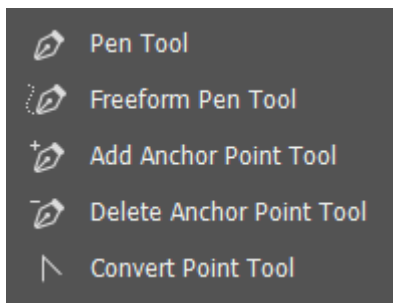 Pen Tool
Freeform Pen Tool
Add Anchor Point Tool
Delete Anchor Point Tool
Convert Point Tool